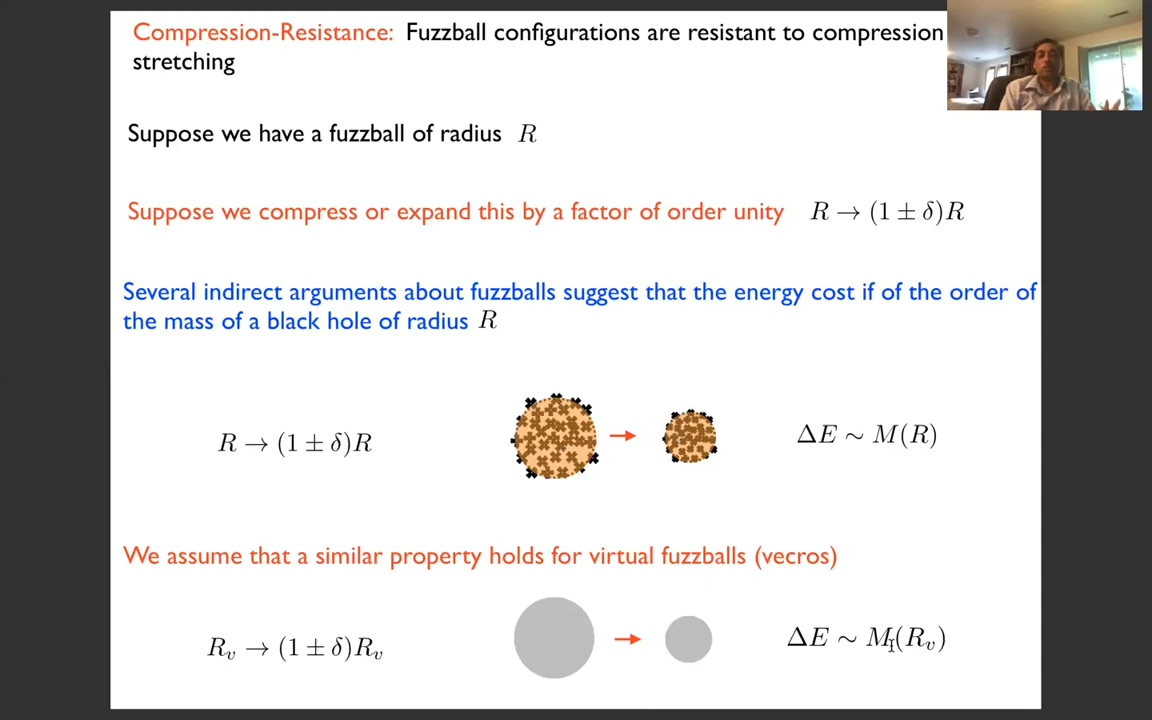 Compression-Resistance: Fuzzball configurations are resistant to compression
stretching
Suppose we have a fuzzball of radius R
Suppose we compress or expand this by a factor of order unity R → (1 ± δ)R
Several indirect arguments about fuzzballs suggest that the energy cost if of the order of
the mass of a black hole of radius R
R → (1 ± δ)R ΔE ∼ M(R)
We assume that a similar property holds for virtual fuzzballs (vecros)
Rᵥ → (1 ± δ)Rᵥ ΔE ∼ M(Rᵥ)